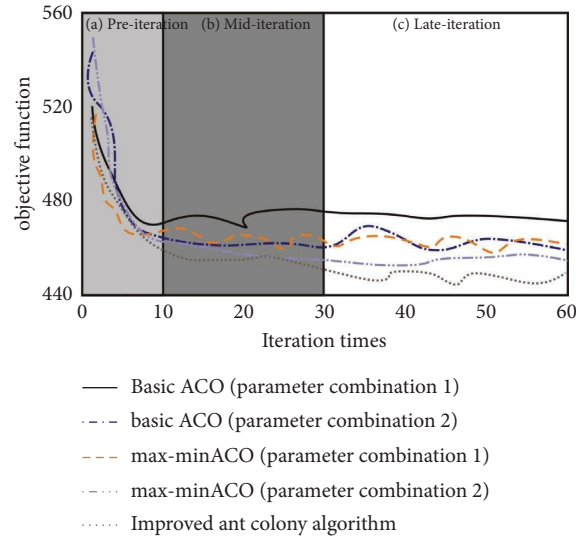 560
(a) Pre-iteration (b) Mid-iteration (c) Late-iteration
520
objective function
480
440
0 10 20 30 40 50 60
Iteration times
Basic ACO (parameter combination 1)
basic ACO (parameter combination 2)
max-minACO (parameter combination 1)
max-minACO (parameter combination 2)
Improved ant colony algorithm